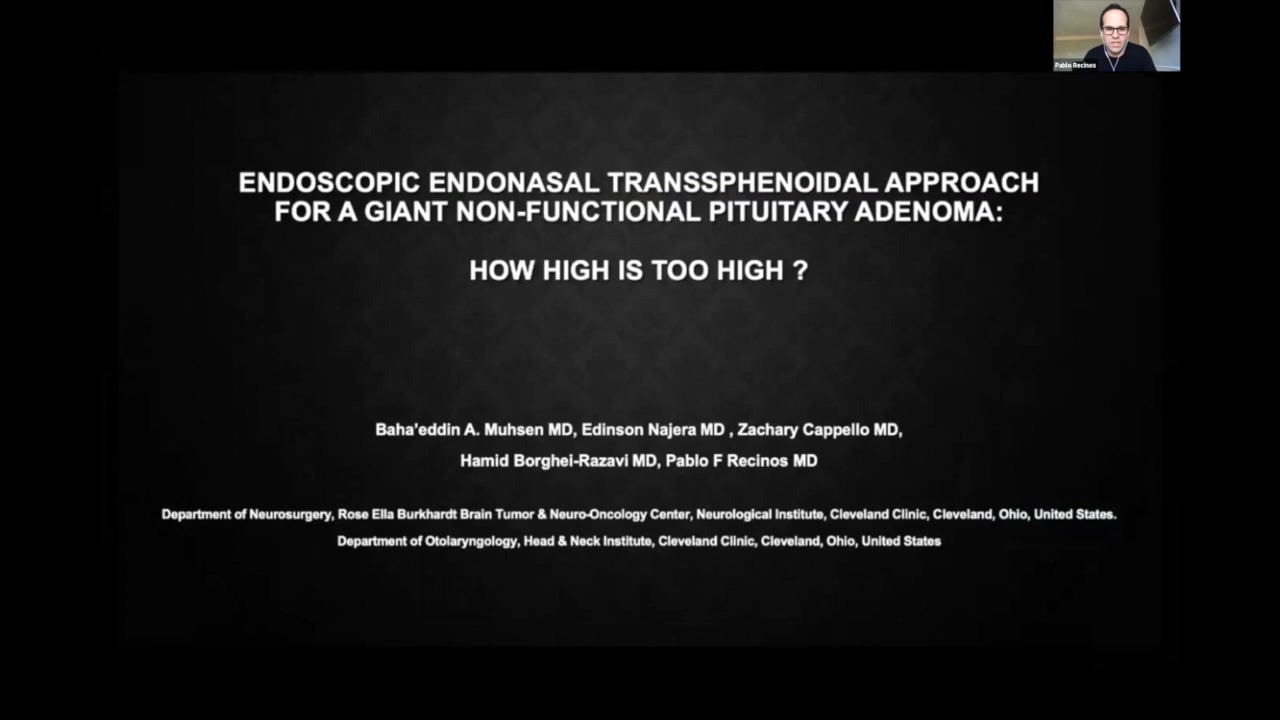 Pablo Recinos
ENDOSCOPIC ENDONASAL TRANSSPHENOIDAL APPROACH
FOR A GIANT NON-FUNCTIONAL PITUITARY ADENOMA:
HOW HIGH IS TOO HIGH ?
Baha'eddin A. Muhsen MD, Edinson Najera MD , Zachary Cappello MD,
Hamid Borghei-Razavi MD, Pablo F Recinos MD
Department of Neurosurgery, Rose Ella Burkhardt Brain Tumor & Neuro-Oncology Center, Neurological Institute, Cleveland Clinic, Cleveland, Ohio, United States.
Department of Otolaryngology, Head & Neck Institute, Cleveland Clinic, Cleveland, Ohio, United States